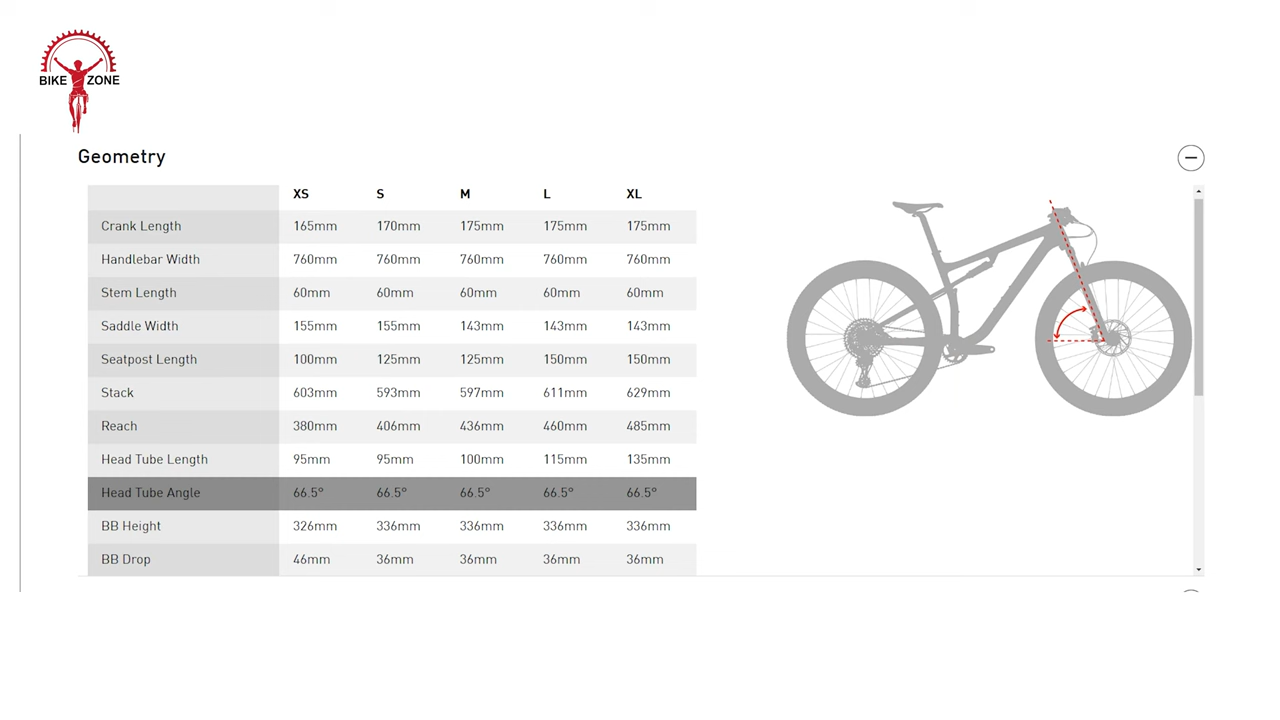 BIKE ZONE
Geometry
XS S M L XL
Crank Length 165mm 170mm 175mm 175mm 175mm
Handlebar Width 760mm 760mm 760mm 760mm 760mm
Stem Length 60mm 60mm 60mm 60mm 60mm
Saddle Width 155mm 155mm 143mm 143mm 143mm
Seatpost Length 100mm 125mm 125mm 150mm 150mm
Stack 603mm 593mm 597mm 611mm 629mm
Reach 380mm 406mm 436mm 460mm 485mm
Head Tube Length 95mm 95mm 100mm 115mm 135mm
Head Tube Angle 66.5° 66.5° 66.5° 66.5° 66.5°
BB Height 326mm 336mm 336mm 336mm 336mm
BB Drop 46mm 36mm 36mm 36mm 36mm